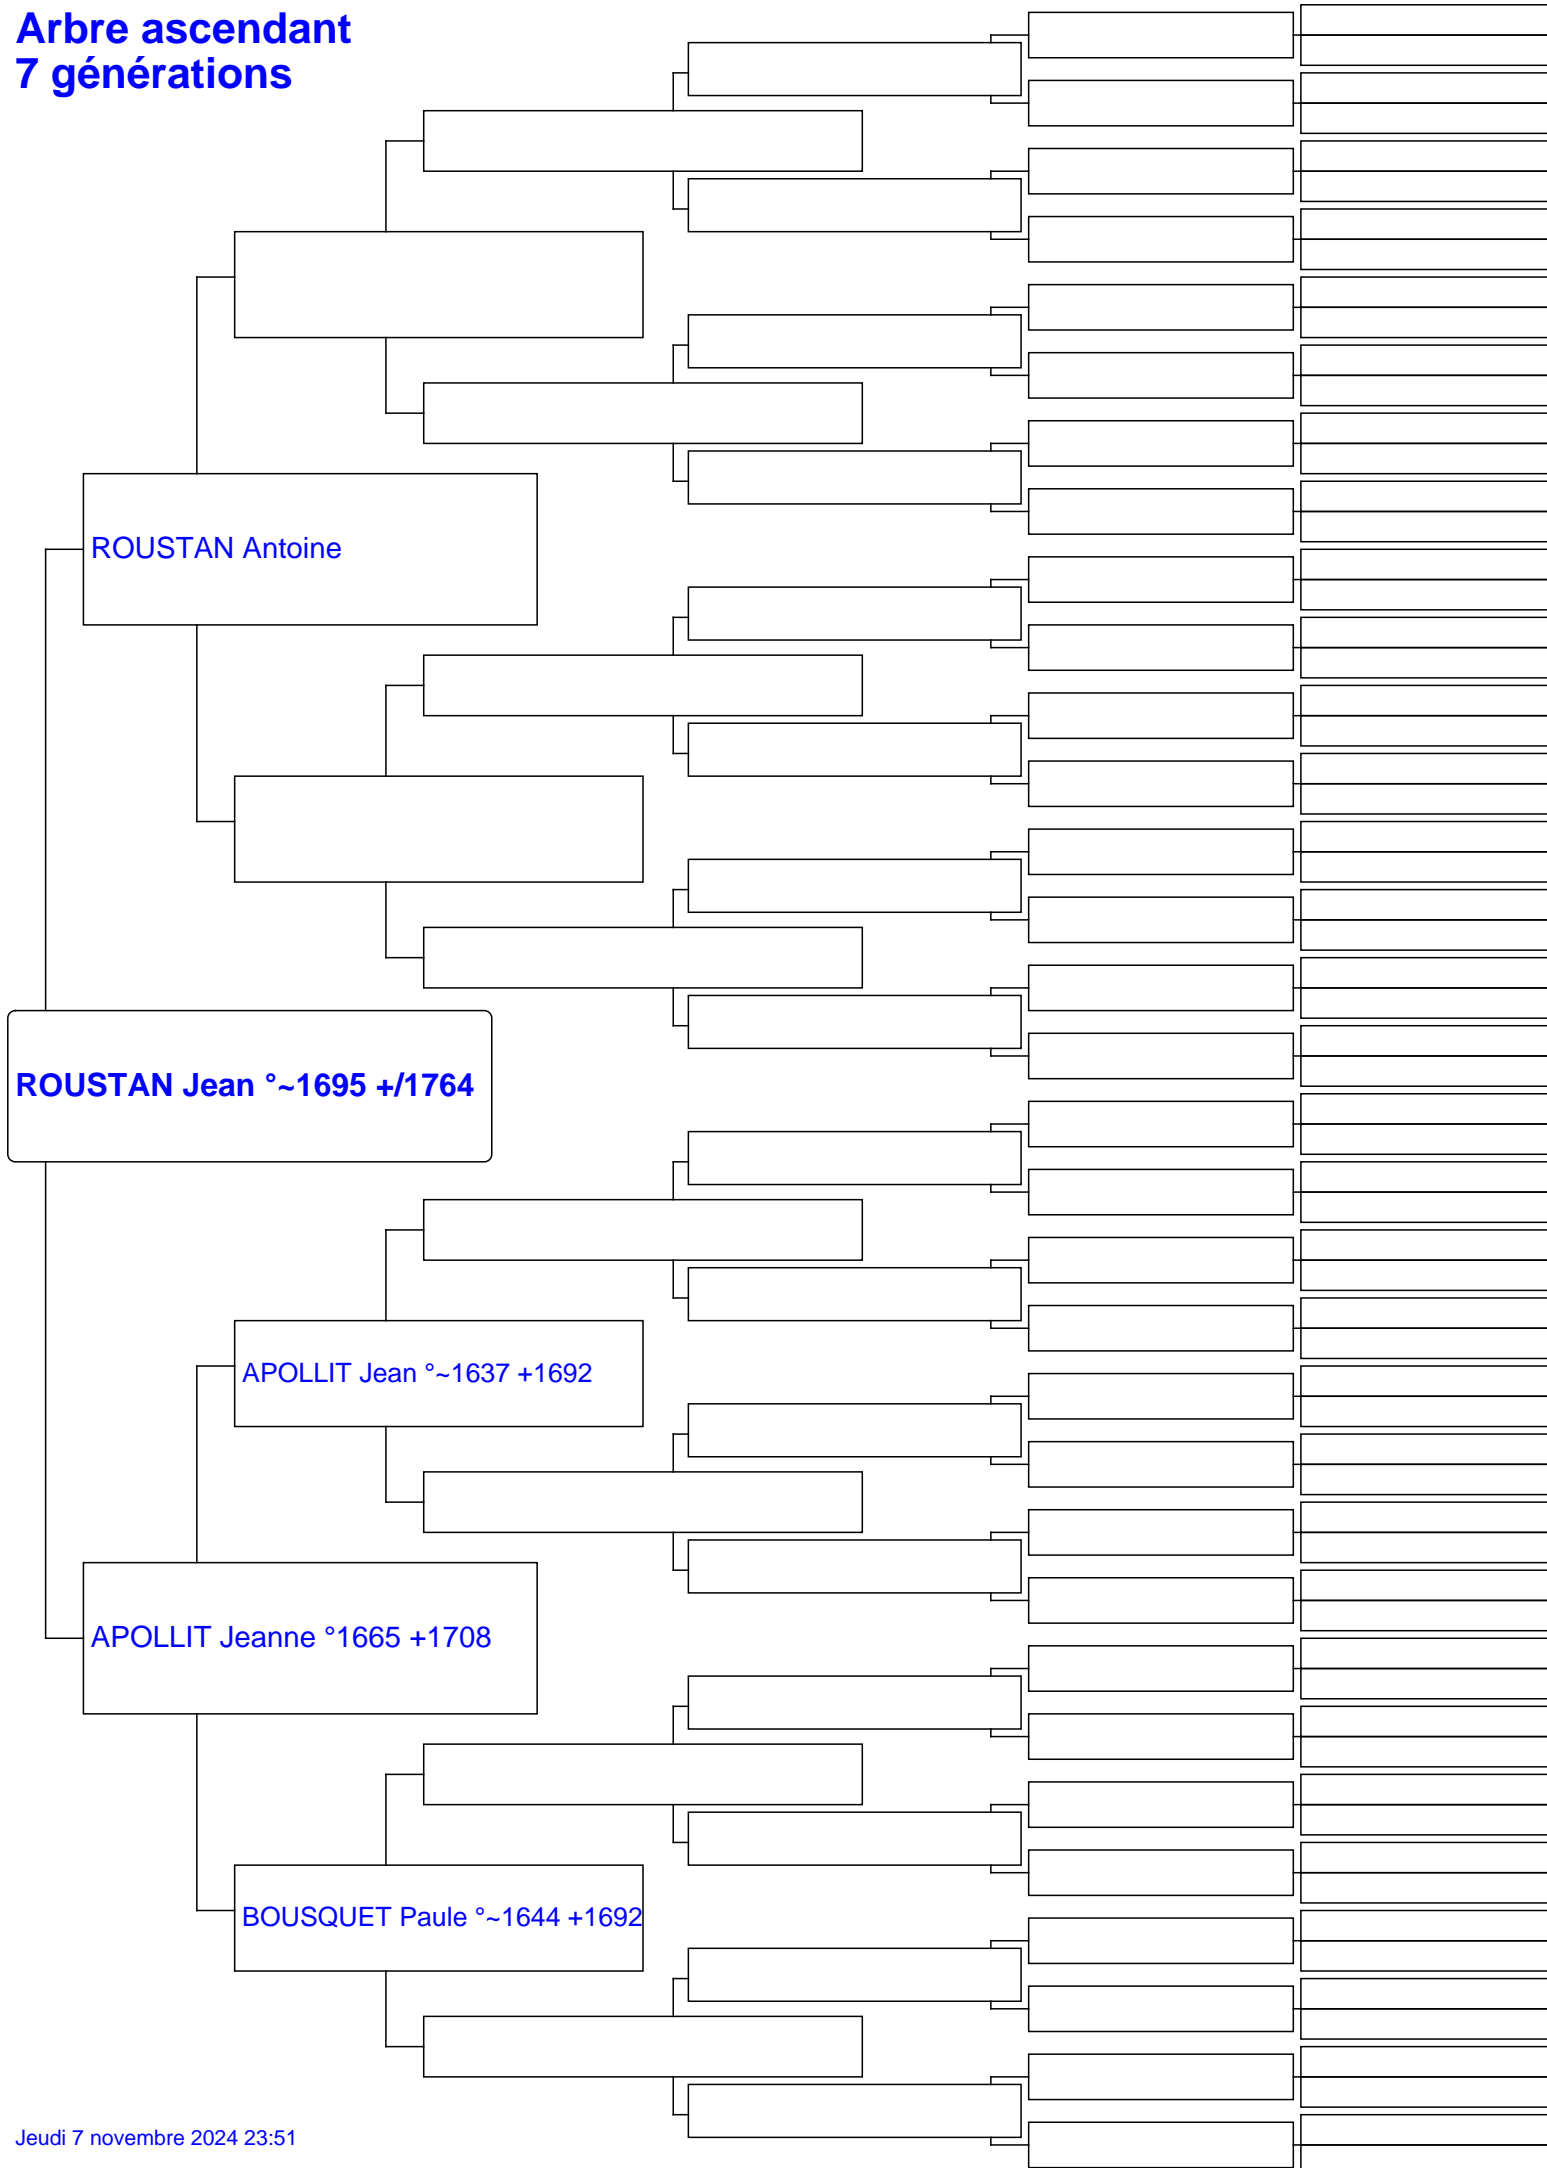 Arbre ascendant
7 générations
ROUSTAN Antoine
ROUSTAN Jean °~1695 +/1764
APOLLIT Jean °~1637 +1692
APOLLIT Jeanne °1665 +1708
BOUSQUET Paule °~1644 +1692
Jeudi 7 novembre 2024 23:51